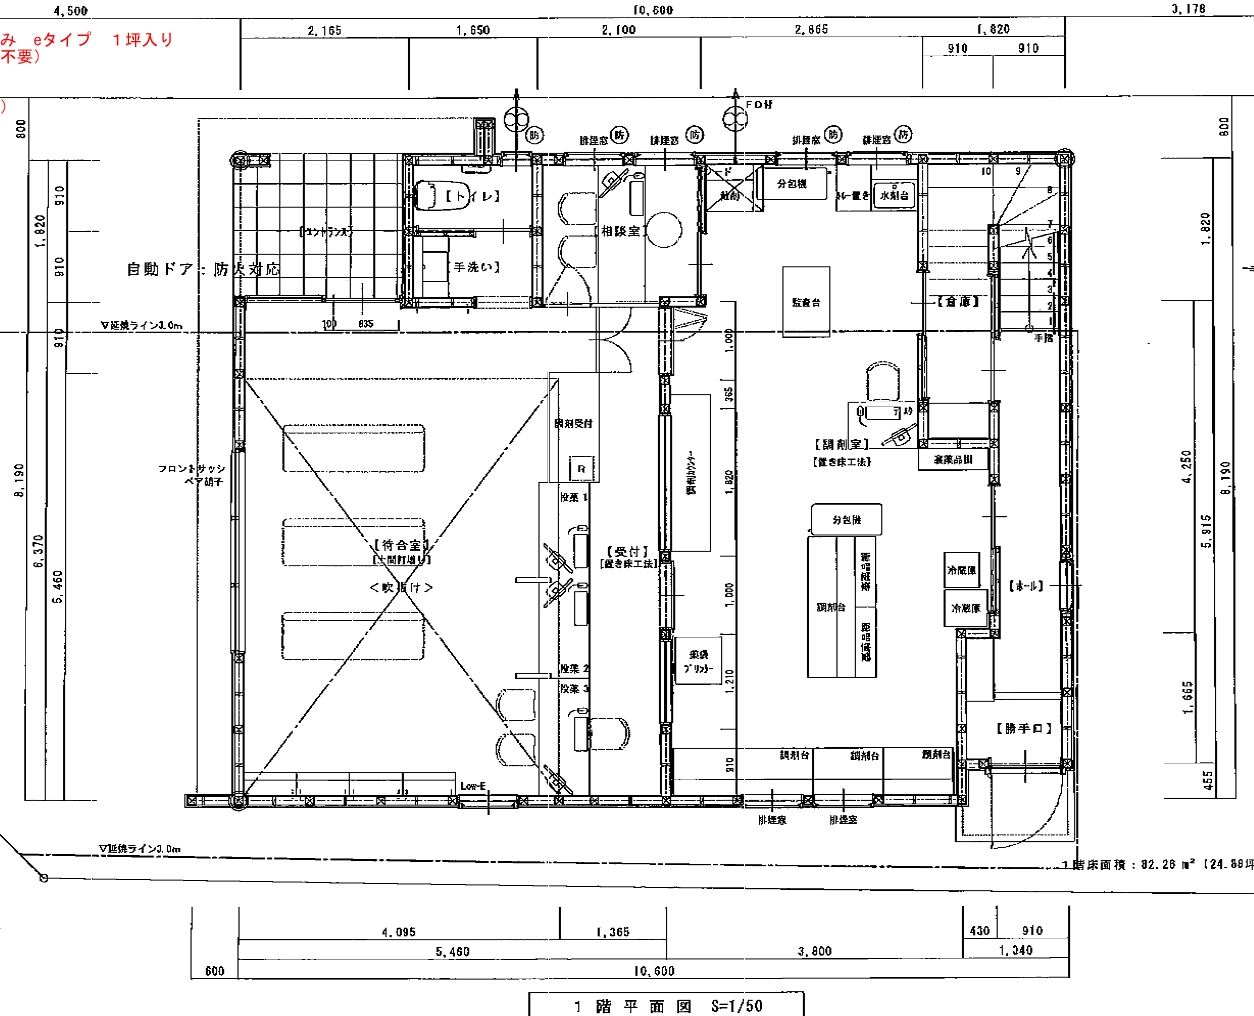 4,500
10,600
3,178
み eタイプ 1坪入り
不要)
)
2,165
1,650
2,100
2,865
1,820
910
910
800
800
FD付
防
排煙窓
防
排煙窓
防
排煙窓
防
排煙窓
防
910
1,820
910
910
【トイレ】
【手洗い】
【エントランス】
自動ドア：防火対応
相談室】
分包機
トレー置き
水剤台
10
9
8
7
6
5
4
3
2
1
手摺
監査台
【倉庫】
100
835
▽延焼ライン3.0m
1,820
1,000
365
1,820
1,000
1,210
910
調剤受付
R
投薬 1
調剤カウンター
【調剤室】
【置き床工法】
フロントサッシ
ペア硝子
8,190
6,370
5,460
【待合室】
【土間打増し】
＜吹抜け＞
【受付】
【置き床工法】
分包機
調剤台
冷蔵庫
冷蔵庫
【ホール】
4,250
5,915
8,190
1,665
455
薬袋
プリンター
投薬 2
投薬 3
調剤台
調剤台
調剤台
【勝手口】
Low-E
排煙窓
排煙窓
▽延焼ライン3.0m
1階床面積：82.26 m² (24.88坪
4,095
1,365
430
910
5,460
3,800
1,340
600
10,600
1 階 平 面 図 S=1/50